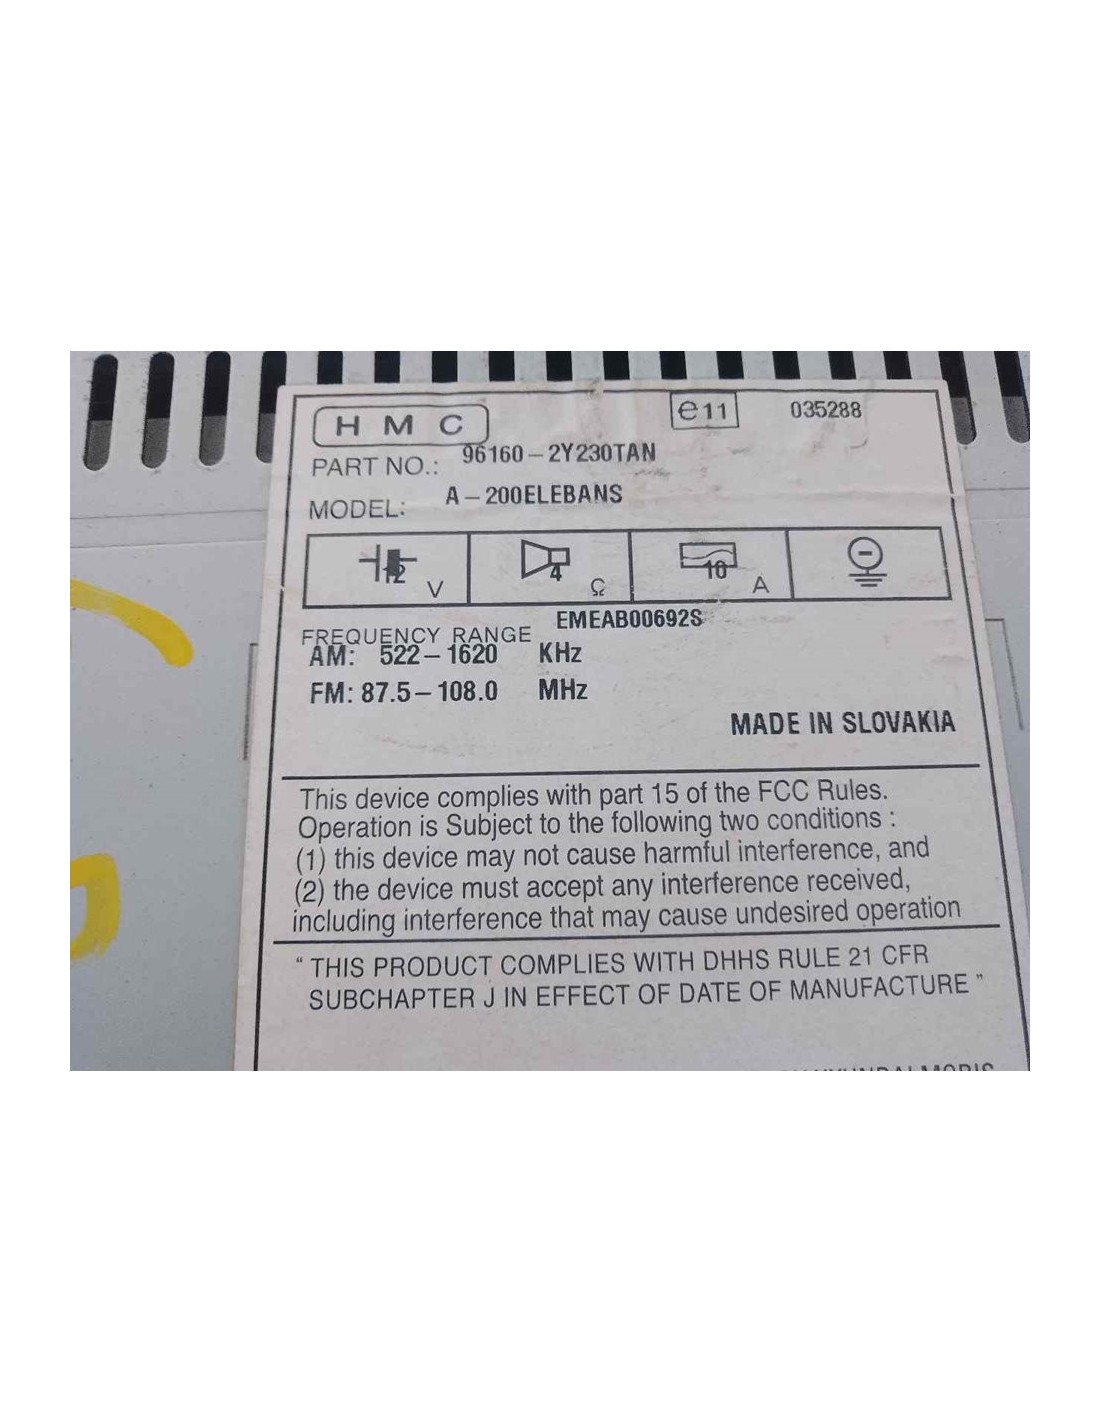 HMC e11 035288
PART NO.: 96160-2Y230TAN
MODEL: A-200ELEBANS
12 V 4 Ω 10 A
EMEAB00692S
FREQUENCY RANGE
AM: 522-1620 KHz
FM: 87.5-108.0 MHz
MADE IN SLOVAKIA
This device complies with part 15 of the FCC Rules.
Operation is Subject to the following two conditions :
(1) this device may not cause harmful interference, and
(2) the device must accept any interference received,
including interference that may cause undesired operation
“ THIS PRODUCT COMPLIES WITH DHHS RULE 21 CFR
SUBCHAPTER J IN EFFECT OF DATE OF MANUFACTURE ”